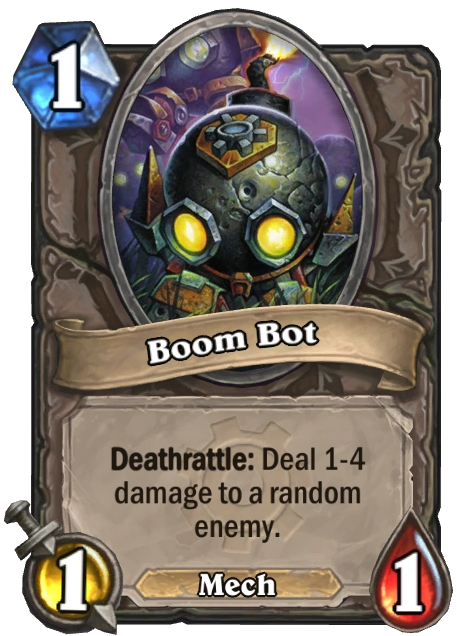 1
Boom Bot
Deathrattle: Deal 1-4
damage to a random
enemy.
1
Mech
1